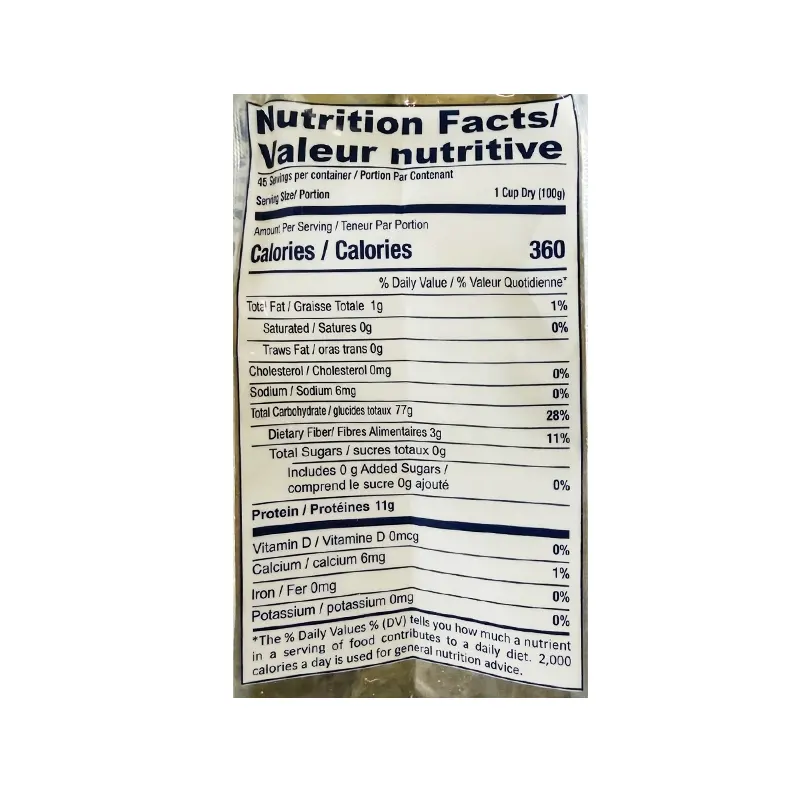 Nutrition Facts/
Valeur nutritive
45 Servings per container / Portion Par Contenant
Serving Size/ Portion 1 Cup Dry (100g)
Amount Per Serving / Teneur Par Portion
Calories / Calories 360
% Daily Value / % Valeur Quotidienne*
Total Fat / Graisse Totale 1g 1%
Saturated / Satures 0g 0%
Traws Fat / oras trans 0g
Cholesterol / Cholesterol 0mg 0%
Sodium / Sodium 6mg 0%
Total Carbohydrate / glucides totaux 77g 28%
Dietary Fiber/ Fibres Alimentaires 3g 11%
Total Sugars / sucres totaux 0g
Includes 0 g Added Sugars /
comprend le sucre 0g ajouté 0%
Protein / Protéines 11g
Vitamin D / Vitamine D 0mcg 0%
Calcium / calcium 6mg 1%
Iron / Fer 0mg 0%
Potassium / potassium 0mg 0%
*The % Daily Values % (DV) tells you how much a nutrient
in a serving of food contributes to a daily diet. 2,000
calories a day is used for general nutrition advice.